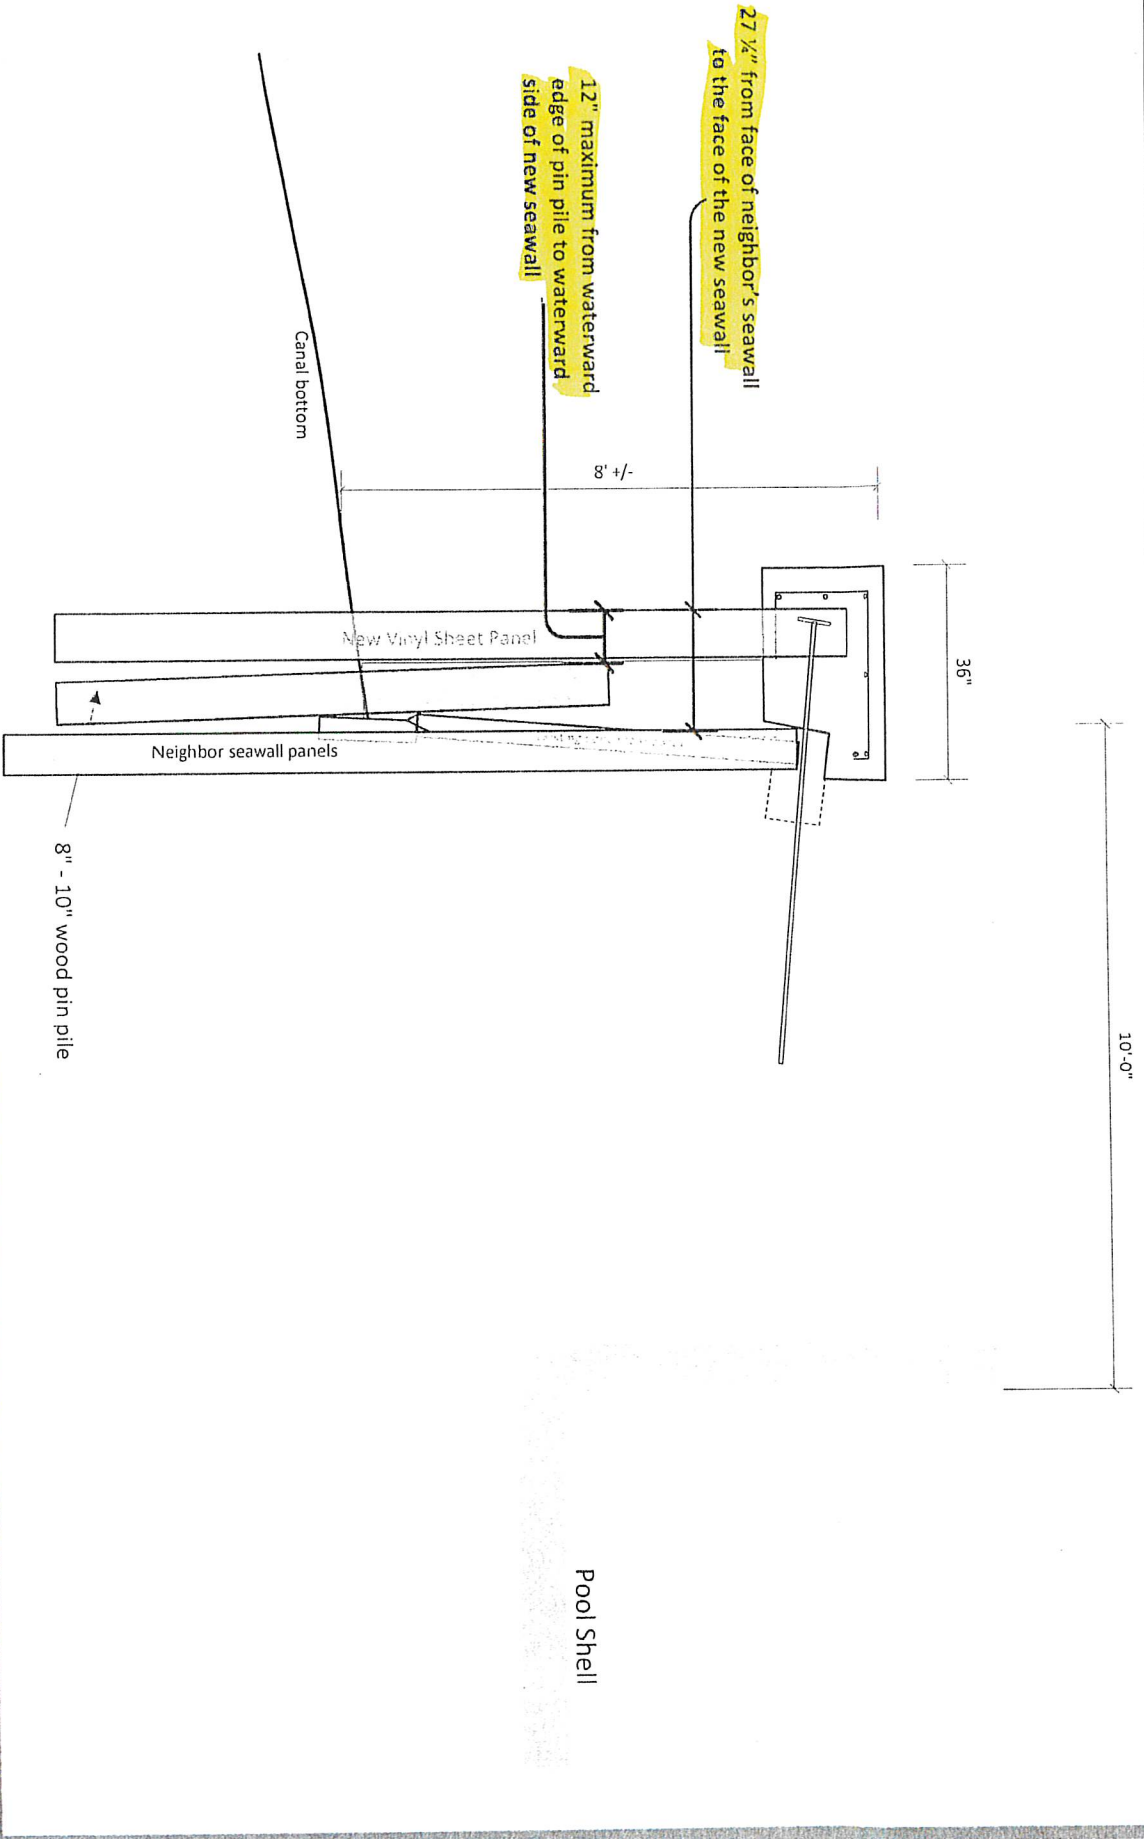 27 ¼" from face of neighbor's seawall
to the face of the new seawall
12" maximum from waterward
edge of pin pile to waterward
side of new seawall
8' +/-
36"
10'-0"
Canal bottom
New Vinyl Sheet Panel
Neighbor seawall panels
8" - 10" wood pin pile
Pool Shell